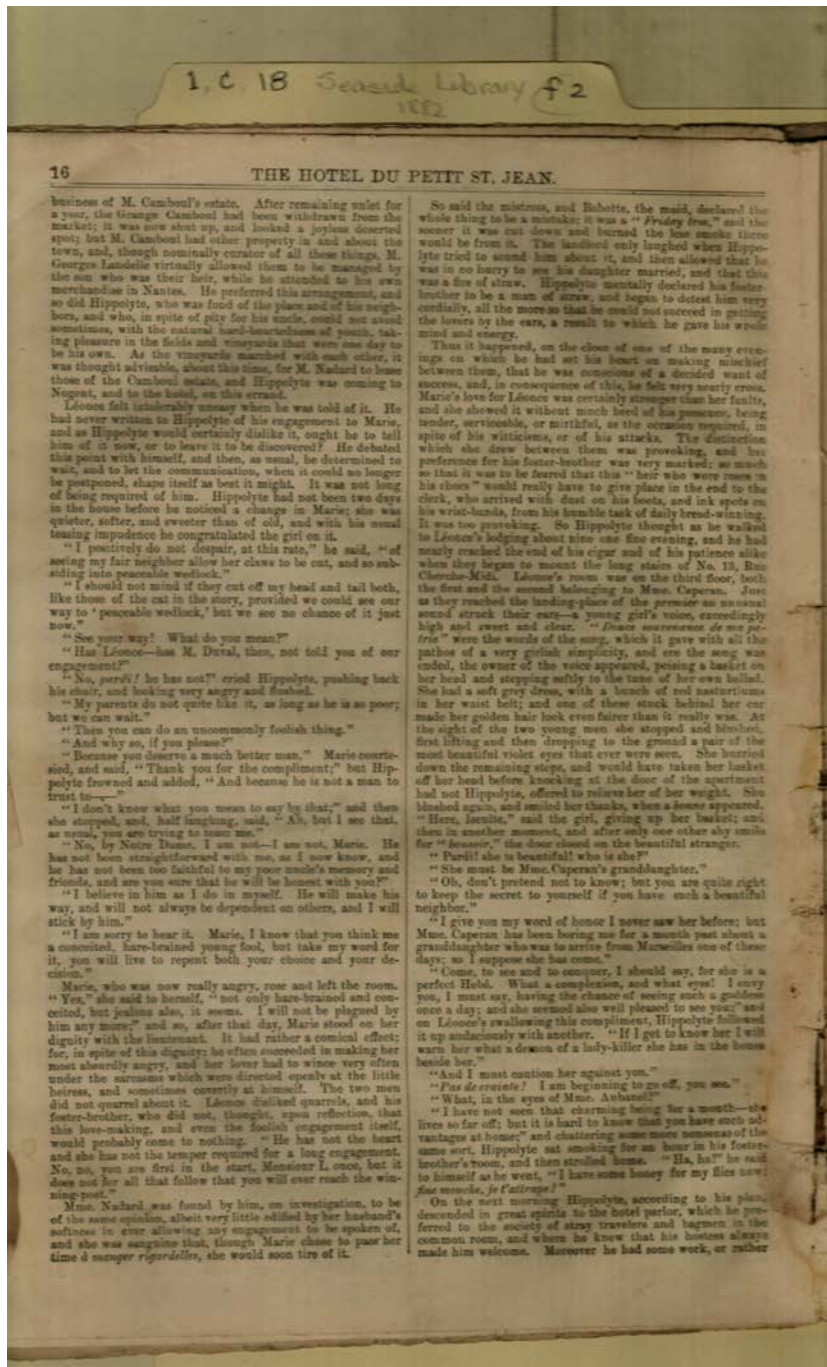 1, C, 18 Seaside Library f 2
1882
16
THE HOTEL DU PETIT ST. JEAN.
business of M. Camboul's estate. After remaining unlet for
a year, the Grange Camboul had been withdrawn from the
market; it was now shut up, and looked a joyless deserted
spot; but M. Camboul had other property in and about the
town, and, though nominally curator of all these things, M.
Georges Landelle virtually allowed them to be managed by
the son who was their heir, while he attended to his own
merchandise in Nantes. He preferred this arrangement, and
so did Hippolyte, who was fond of the place and of his neigh-
bors, and who, in spite of pity for his uncle, could not avoid
sometimes, with the natural hard-heartedness of youth, tak-
ing pleasure in the fields and vineyards that were one day to
be his own. As the vineyards marched with each other, it
was thought advisable, about this time, for M. Nadard to lease
those of the Camboul estate, and Hippolyte was coming to
Nogent, and to the hotel, on this errand.
Léonce felt intolerably uneasy when he was told of it. He
had never written to Hippolyte of his engagement to Marie,
and as Hippolyte would certainly dislike it, ought he to tell
him of it now, or to leave it to be discovered? He debated
this point with himself, and then, as usual, he determined to
wait, and to let the communication, when it could no longer
be postponed, shape itself as best it might. It was not long
of being required of him. Hippolyte had not been two days
in the house before he noticed a change in Marie; she was
quieter, softer, and sweeter than of old, and with his usual
teasing impudence he congratulated the girl on it.
"I positively do not despair, at this rate," he said, "of
seeing my fair neighbor allow her claws to be cut, and so sub-
siding into peaceable wedlock."
"I should not mind if they cut off my head and tail both,
like those of the cat in the story, provided we could see our
way to 'peaceable wedlock,' but we see no chance of it just
now."
"See your way! What do you mean?"
"Has Léonce—has M. Duval, then, not told you of our
engagement?"
"No, pardi! he has not?" cried Hippolyte, pushing back
his chair, and looking very angry and flushed.
"My parents do not quite like it, as long as he is so poor;
but we can wait."
"Then you can do an uncommonly foolish thing."
"And why so, if you please?"
"Because you deserve a much better man." Marie courte-
sied, and said, "Thank you for the compliment;" but Hip-
polyte frowned and added, "And because he is not a man to
trust to—"
"I don't know what you mean to say by that;" and then
she stopped, and, half laughing, said, "Ah, but I see that,
as usual, you are trying to tease me."
"No, by Notre Dame, I am not—I am not, Marie. He
has not been straightforward with me, as I now know, and
he has not been too faithful to my poor uncle's memory and
friends, and are you sure that he will be honest with you?"
"I believe in him as I do in myself. He will make his
way, and will not always be dependent on others, and I will
stick by him."
"I am sorry to hear it. Marie, I know that you think me
a conceited, hare-brained young fool, but take my word for
it, you will live to repent both your choice and your de-
cision."
Marie, who was now really angry, rose and left the room.
"Yes," she said to herself, "not only hare-brained and con-
ceited, but jealous also, it seems. I will not be plagued by
him any more;" and so, after that day, Marie stood on her
dignity with the lieutenant. It had rather a comical effect;
for, in spite of this dignity; he often succeeded in making her
most absurdly angry, and her lover had to wince very often
under the sarcasms which were directed openly at the little
heiress, and sometimes covertly at himself. The two men
did not quarrel about it. Léonce disliked quarrels, and his
foster-brother, who did not, thought, upon reflection, that
this love-making, and even the foolish engagement itself,
would probably come to nothing. "He has not the heart
and she has not the temper required for a long engagement.
No, no, you are first in the start, Monsieur L once, but it
does not for all that follow that you will ever reach the win-
ning-post."
Mme. Nadard was found by him, on investigation, to be
of the same opinion, albeit very little edified by her husband's
softness in ever allowing any engagement to be spoken of,
and she was sanguine that, though Marie chose to pass her
time à manger rigardelles, she would soon tire of it.
So said the mistress, and Babotte, the maid, declared the
whole thing to be a mistake; it was a "Friday tree," and the
sooner it was cut down and burned the less smoke there
would be from it. The landlord only laughed when Hippo-
lyte tried to sound him about it, and then allowed that he
was in no hurry to see his daughter married, and that this
was a fire of straw. Hippolyte mentally declared his foster-
brother to be a man of straw, and began to detest him very
cordially, all the more so that he could not succeed in getting
the lovers by the ears, a result to which he gave his whole
mind and energy.
Thus it happened, on the close of one of the many even-
ings on which he had set his heart on making mischief
between them, that he was conscious of a decided want of
success, and, in consequence of this, he felt very nearly cross.
Marie's love for Léonce was certainly stronger than her faults,
and she showed it without much heed of his presence, being
tender, serviceable, or mirthful, as the occasion required, in
spite of his witticisms, or of his attacks. The distinction
which she drew between them was provoking, and her
preference for his foster-brother was very marked; so much
so that it was to be feared that this "heir who wore roses in
his shoes" would really have to give place in the end to the
clerk, who arrived with dust on his boots, and ink spots on
his wrist-bands, from his humble task of daily bread-winning.
It was too provoking. So Hippolyte thought as he walked
to Léonce's lodging about nine one fine evening, and he had
nearly reached the end of his cigar and of his patience alike
when they began to mount the long stairs of No. 13, Rue
Cherche-Midi. Léonce's room was on the third floor, both
the first and the second belonging to Mme. Caperan. Just
as they reached the landing-place of the premier an unusual
sound struck their ears—a young girl's voice, exceedingly
high and sweet and clear. "Douce souvenance de ma pa-
trie" were the words of the song, which it gave with all the
pathos of a very girlish simplicity, and ere the song was
ended, the owner of the voice appeared, poising a basket on
her head and stepping softly to the tune of her own ballad.
She had a soft grey dress, with a bunch of red nasturtiums
in her waist belt; and one of these stuck behind her ear
made her golden hair look even fairer than it really was. At
the sight of the two young men she stopped and blushed,
first lifting and then dropping to the ground a pair of the
most beautiful violet eyes that ever were seen. She hurried
down the remaining steps, and would have taken her basket
off her head before knocking at the door of the apartment
had not Hippolyte, offered to relieve her of her weight. She
blushed again, and smiled her thanks, when a bonne appeared.
"Here, said the girl, giving up her basket; and
then in another moment, and after only one other shy smile
for "bonsoir," the door closed on the beautiful stranger.
"Pardi! she is beautiful! who is she?"
"She must be Mme. Caperan's granddaughter."
"Oh, don't pretend not to know; but you are quite right
to keep the secret to yourself if you have such a beautiful
neighbor."
"I give you my word of honor I never saw her before; but
Mme. Caperan has been boring me for a month past about a
granddaughter who was to arrive from Marseilles one of these
days; so I suppose she has come."
"Come, to see and to conquer, I should say, for she is a
perfect Hebé. What a complexion, and what eyes! I envy
you, I must say, having the chance of seeing such a goddess
once a day; and she seemed also well pleased to see you;" and
on Léonce's swallowing this compliment, Hippolyte followed
it up audaciously with another. "If I get to know her I will
warn her what a demon of a lady-killer she has in the house
beside her."
"And I must caution her against you."
"Pas de crainte! I am beginning to go off, you see."
"What, in the eyes of Mme. Aubanel?"
"I have not seen that charming being for a month—she
lives so far off; but it is hard to know that you have such ad-
vantages at home;" and chattering some more nonsense of the
same sort, Hippolyte sat smoking for an hour in his foster-
brother's room, and then strolled home. "Ha, ha!" he said
to himself as he went, "I have some honey for my flies now;
fine mouche, je t'attrape!"
On the next morning Hippolyte, according to his plan,
descended in great spirits to the hotel parlor, which he pre-
ferred to the society of stray travelers and bagmen in the
common room, and where he knew that his hostess always
made him welcome. Moreover he had some work, or rather